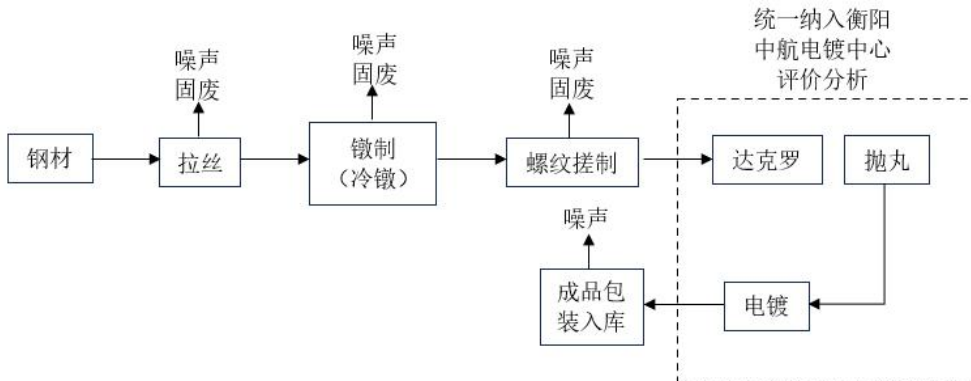 统一纳入衡阳
中航电镀中心
评价分析
噪声
固废
噪声
固废
噪声
固废
钢材
拉丝
镦制
（冷镦）
螺纹搓制
达克罗
抛丸
噪声
成品包
装入库
电镀